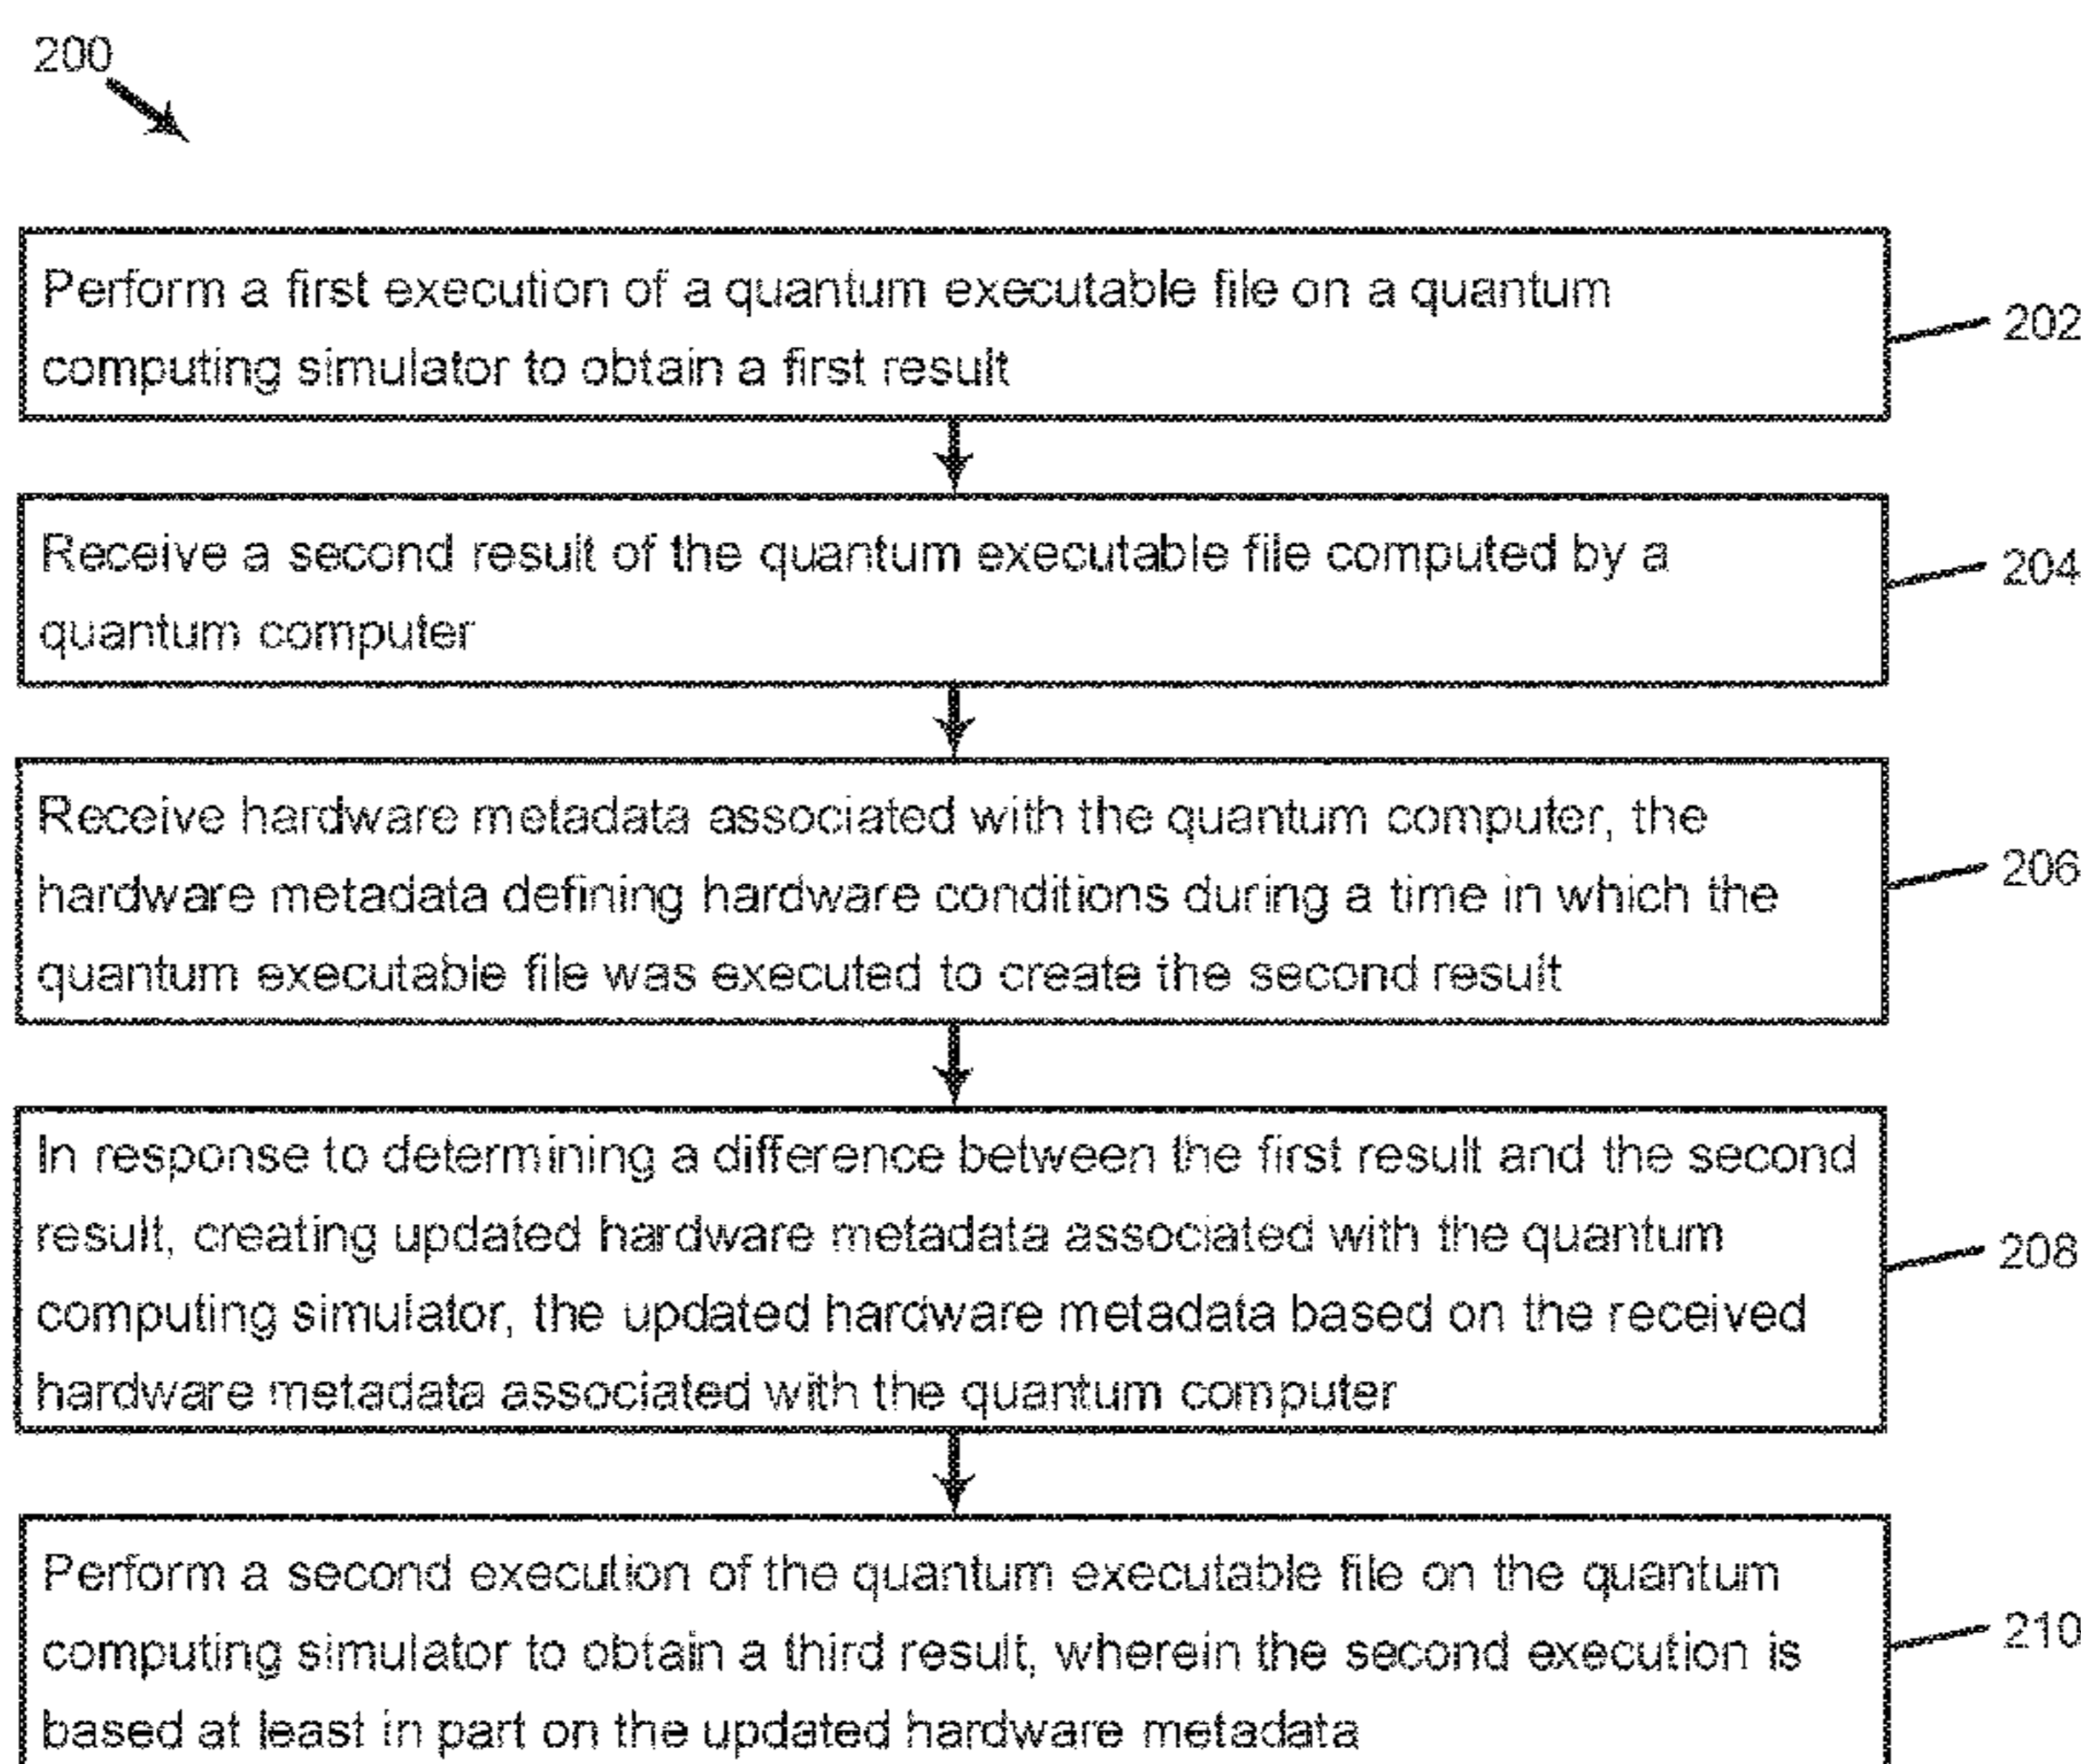 200
Perform a first execution of a quantum executable file on a quantum
computing simulator to obtain a first result
202
Receive a second result of the quantum executable file computed by a
quantum computer
204
Receive hardware metadata associated with the quantum computer, the
hardware metadata defining hardware conditions during a time in which the
quantum executable file was executed to create the second result
206
In response to determining a difference between the first result and the second
result, creating updated hardware metadata associated with the quantum
computing simulator, the updated hardware metadata based on the received
hardware metadata associated with the quantum computer
208
Perform a second execution of the quantum executable file on the quantum
computing simulator to obtain a third result, wherein the second execution is
based at least in part on the updated hardware metadata
210